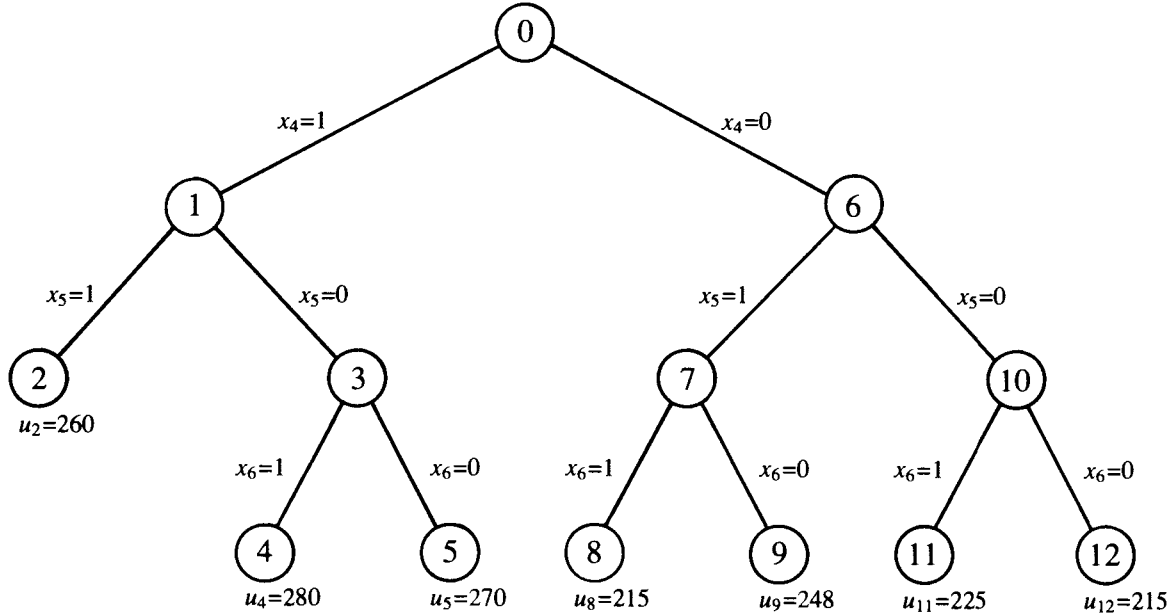 0
x₄=1
x₄=0
1
6
x₅=1
x₅=0
x₅=1
x₅=0
2
3
7
10
u₂=260
x₆=1
x₆=0
x₆=1
x₆=0
x₆=1
x₆=0
4
5
8
9
11
12
u₄=280
u₅=270
u₈=215
u₉=248
u₁₁=225
u₁₂=215